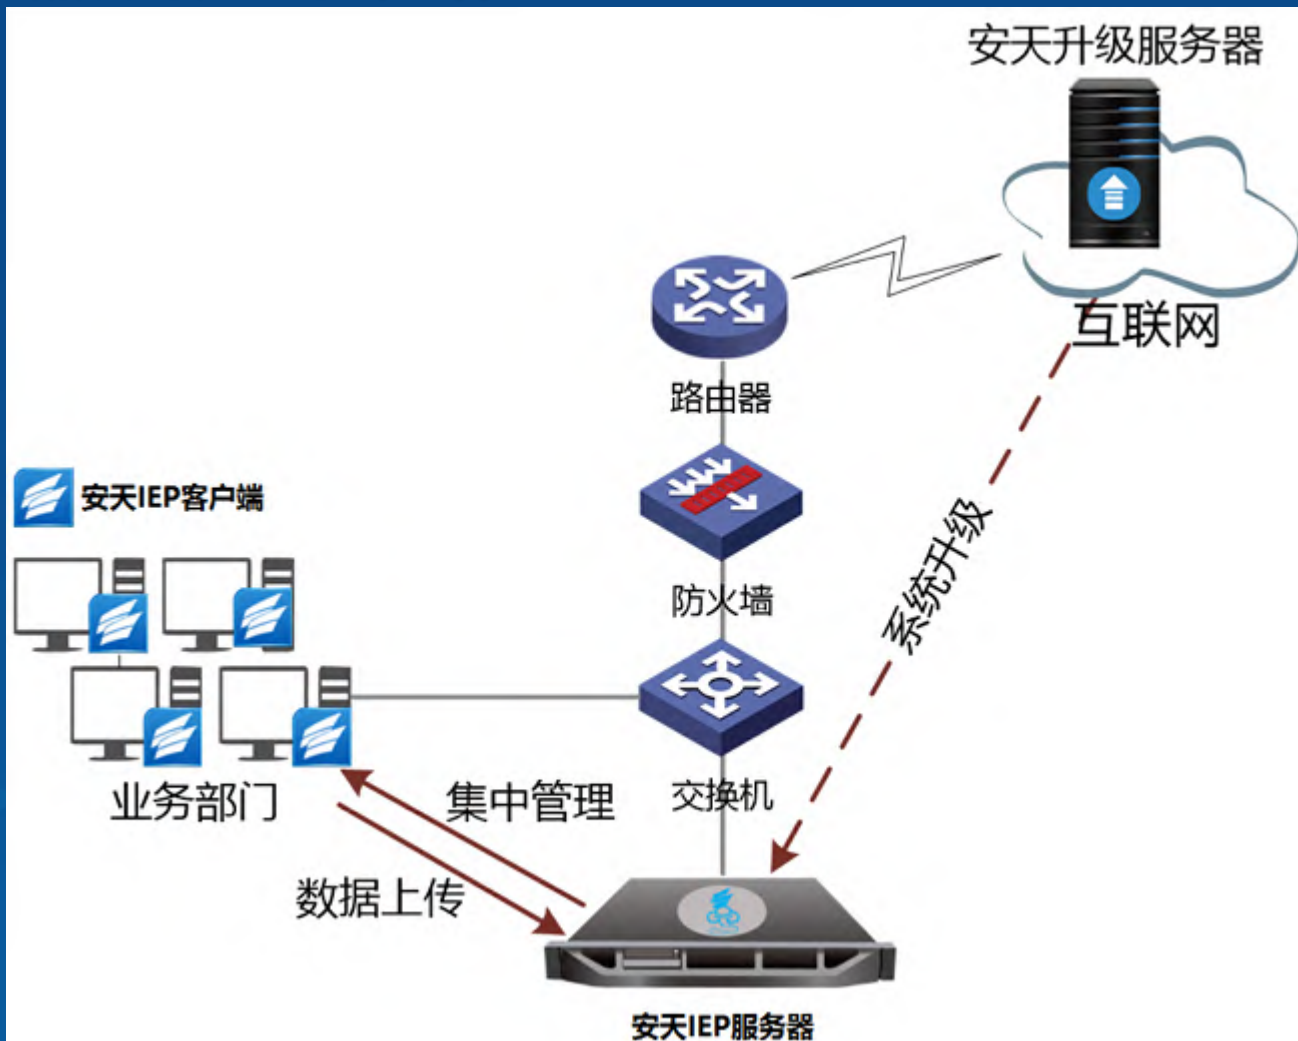 安天升级服务器
互联网
路由器
安天IEP客户端
防火墙
系统升级
业务部门
集中管理
交换机
数据上传
安天IEP服务器